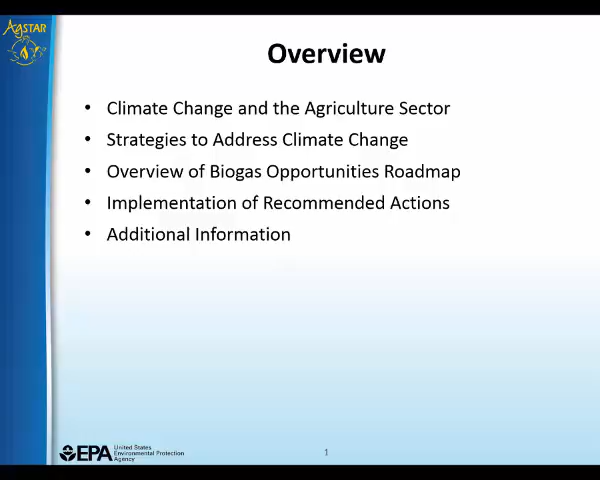 AgSTAR
Overview
• Climate Change and the Agriculture Sector
• Strategies to Address Climate Change
• Overview of Biogas Opportunities Roadmap
• Implementation of Recommended Actions
• Additional Information
EPA
United States
Environmental Protection
Agency
1